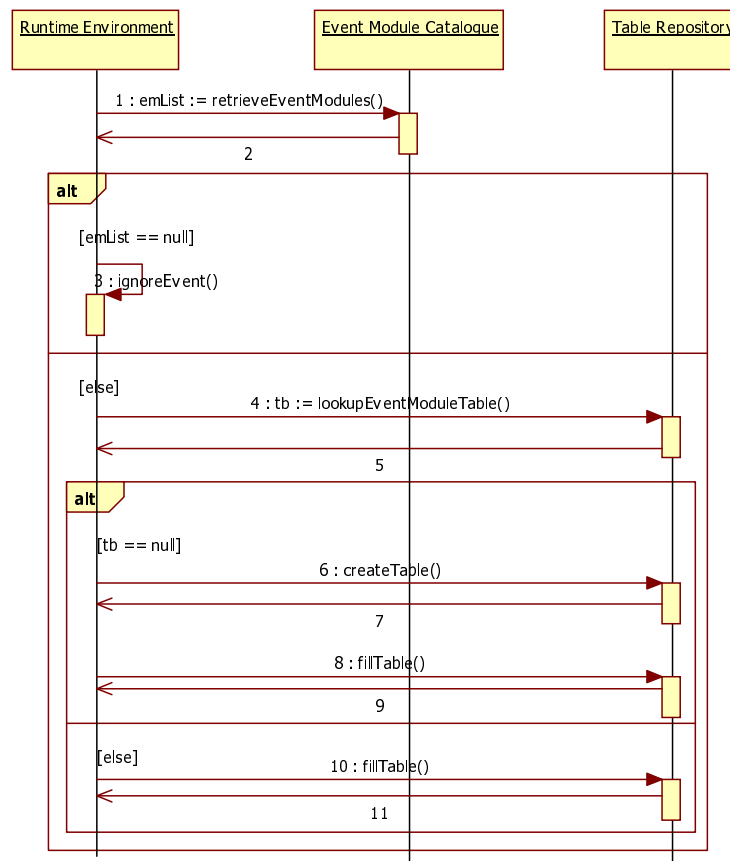 Runtime Environment
Event Module Catalogue
Table Repository
1 : emList := retrieveEventModules()
2
alt
[emList == null]
3 : ignoreEvent()
[else]
4 : tb := lookupEventModuleTable()
5
alt
[tb == null]
6 : createTable()
7
8 : fillTable()
9
[else]
10 : fillTable()
11